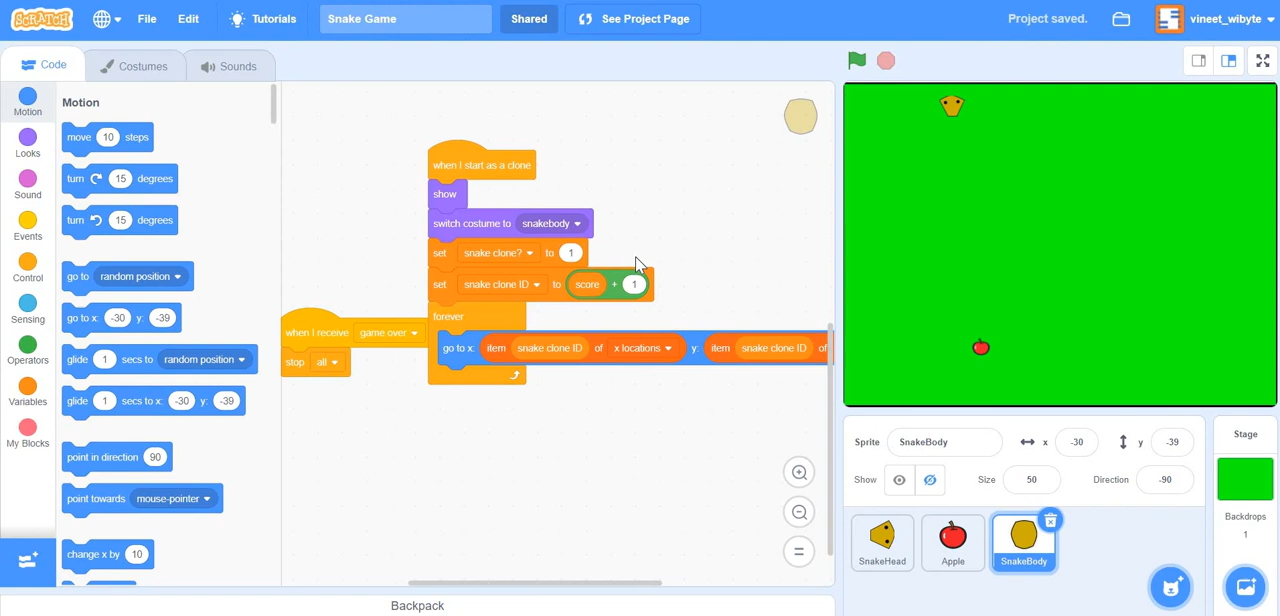 SCRATCH File Edit Tutorials Snake Game Shared See Project Page Project saved. vineet_wibyte
Code Costumes Sounds
Motion
Looks
Sound
Events
Control
Sensing
Operators
Variables
My Blocks
Motion
move 10 steps
turn 15 degrees
turn 15 degrees
go to random position
go to x: -30 y: -39
glide 1 secs to random position
glide 1 secs to x: -30 y: -39
point in direction 90
point towards mouse-pointer
change x by 10
when I start as a clone
show
switch costume to snakebody
set snake clone? to 1
set snake clone ID to score + 1
forever
go to x: item snake clone ID of x locations y: item snake clone ID of
when I receive game over
stop all
Backpack
Sprite SnakeBody x -30 y -39
Show Size 50 Direction -90
SnakeHead Apple SnakeBody
Stage
Backdrops
1